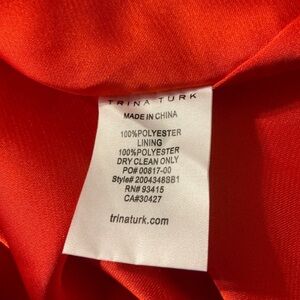 TRINA TURK
MADE IN CHINA
100%POLYESTER
LINING
100%POLYESTER
DRY CLEAN ONLY
PO# 00817-00
Style# 2004348SB1
RN# 93415
CA#30427
trinaturk.com